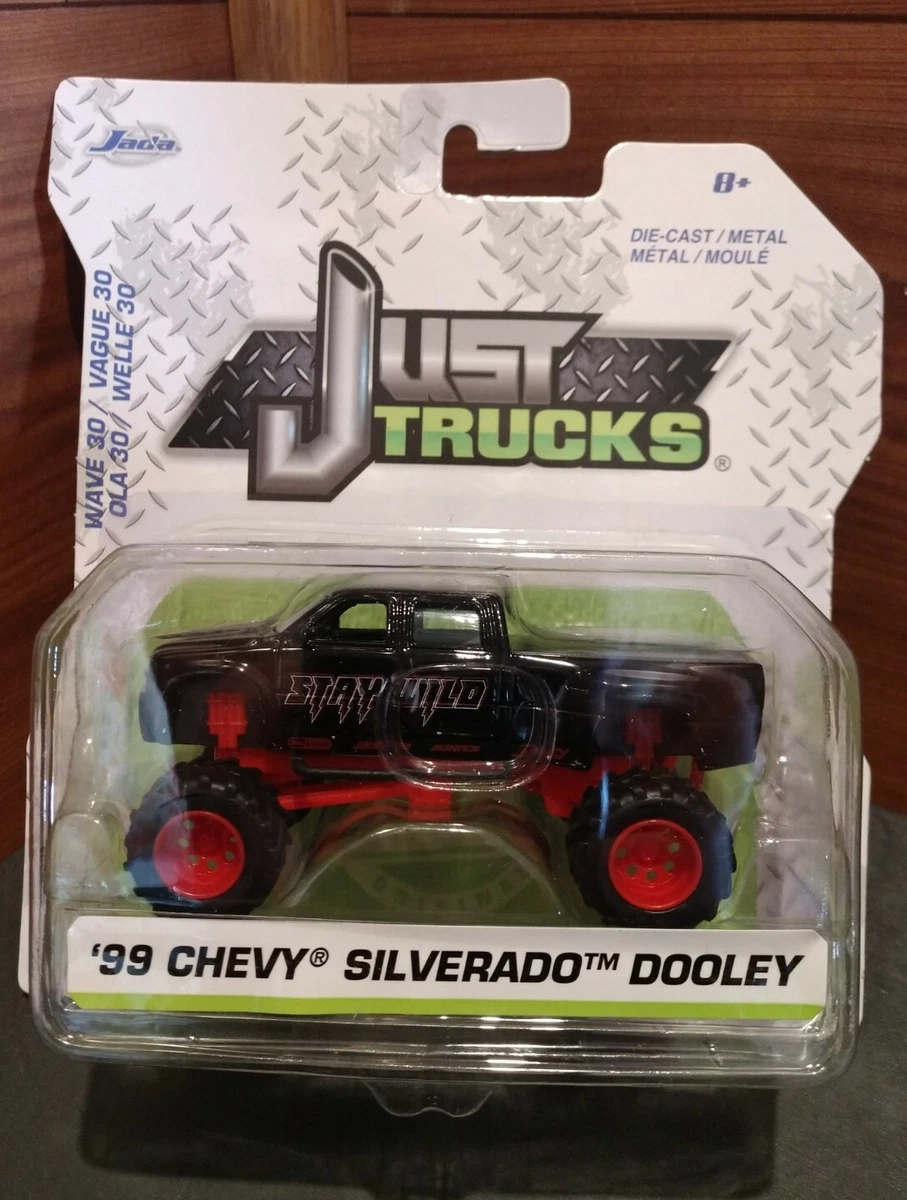 Jada
8+
DIE-CAST / METAL
MÉTAL / MOULÉ
WAVE 30 / VAGUE 30
OLA 30 / WELLE 30
JUST
TRUCKS®
STAY WILD
'99 CHEVY® SILVERADO™ DOOLEY